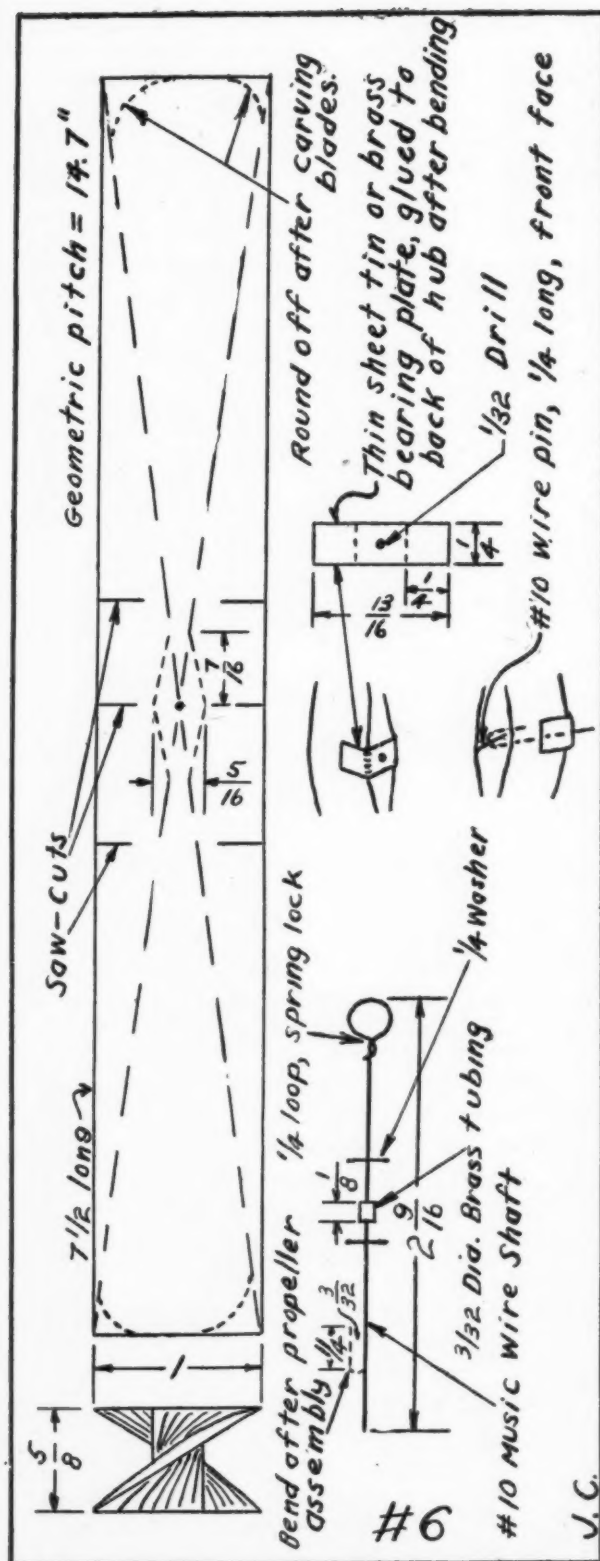 Geometric pitch = 14.7"
Saw-cuts
7 1/2 long
5/8
1
5/16
7/16
Round off after carving
blades.
Thin sheet tin or brass
bearing plate, glued to
back of hub after bending
1/32 Drill
13/16
1/4
1/4
#10 Wire pin, 1/4 long, front face
Bend after propeller
assembly
1/4
3/32
1/4 loop, spring lock
1/8
2 9/16
1/4 Washer
3/32 Dia. Brass tubing
#10 Music Wire Shaft
#6
J.C.